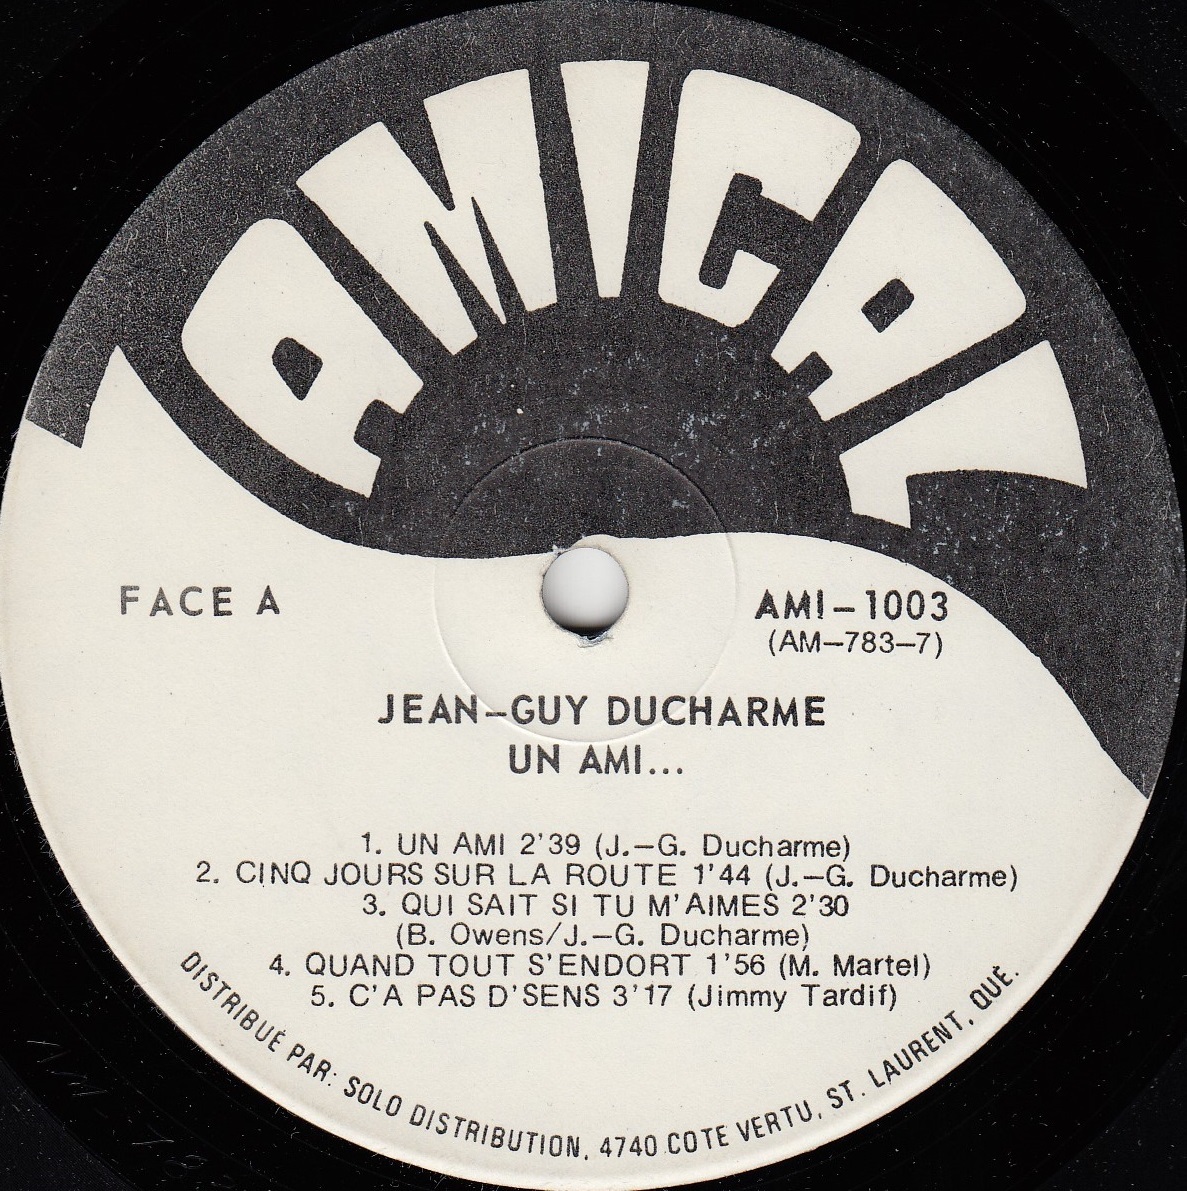 AMICAL
FACE A
AMI-1003
(AM-783-7)
JEAN-GUY DUCHARME
UN AMI...
1. UN AMI 2'39 (J.-G. Ducharme)
2. CINQ JOURS SUR LA ROUTE 1'44 (J.-G. Ducharme)
3. QUI SAIT SI TU M'AIMES 2'30
(B. Owens/J.-G. Ducharme)
4. QUAND TOUT S'ENDORT 1'56 (M. Martel)
5. C'A PAS D'SENS 3'17 (Jimmy Tardif)
DISTRIBUÉ PAR: SOLO DISTRIBUTION, 4740 COTE VERTU, ST. LAURENT, QUÉ.